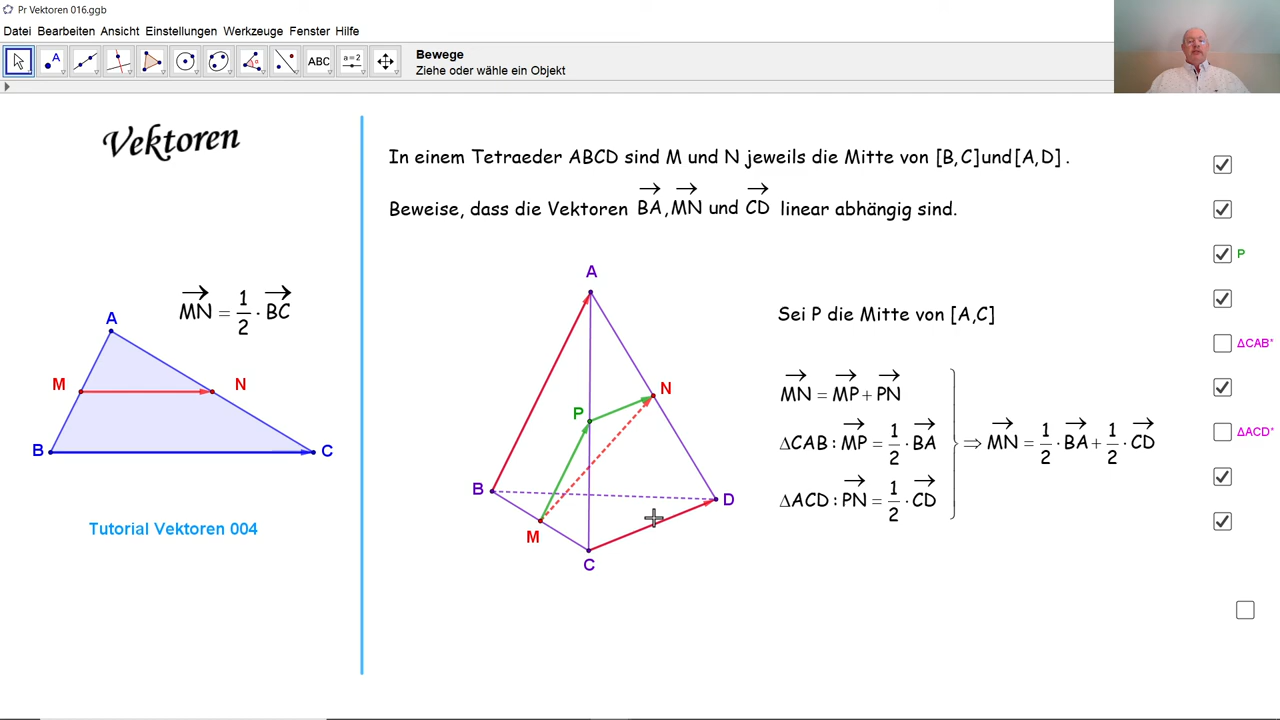 Pr Vektoren 016.ggb
Datei Bearbeiten Ansicht Einstellungen Werkzeuge Fenster Hilfe
A
ABC
a=2
Bewege
Ziehe oder wähle ein Objekt
Vektoren
MN = 1/2 · BC
A
M
N
B
C
Tutorial Vektoren 004
In einem Tetraeder ABCD sind M und N jeweils die Mitte von [B,C]und[A,D].
Beweise, dass die Vektoren BA,MN und CD linear abhängig sind.
A
N
P
B
D
M
C
Sei P die Mitte von [A,C]
MN = MP + PN
ΔCAB : MP = 1/2 · BA
ΔACD : PN = 1/2 · CD
⇒ MN = 1/2 · BA + 1/2 · CD
P
ΔCAB*
ΔACD*